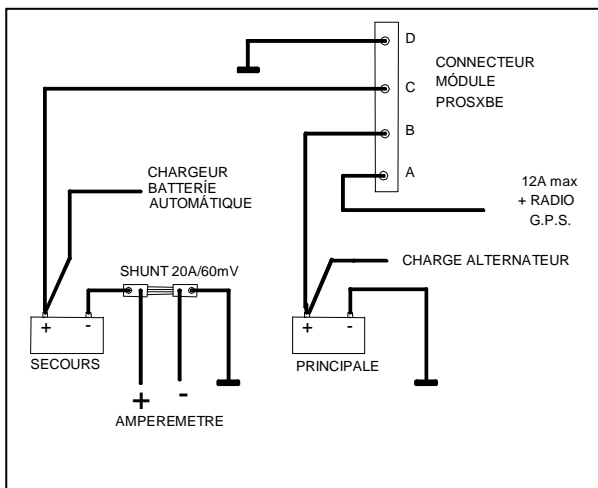 D
CONNECTEUR
MÓDULE
PROSXBE
C
B
A
CHARGEUR
BATTERÍE
AUTOMÁTIQUE
12A max
+ RADIO
G.P.S.
SHUNT 20A/60mV
CHARGE ALTERNATEUR
+ -
SECOURS
+ -
PRINCIPALE
+ -
AMPEREMETRE